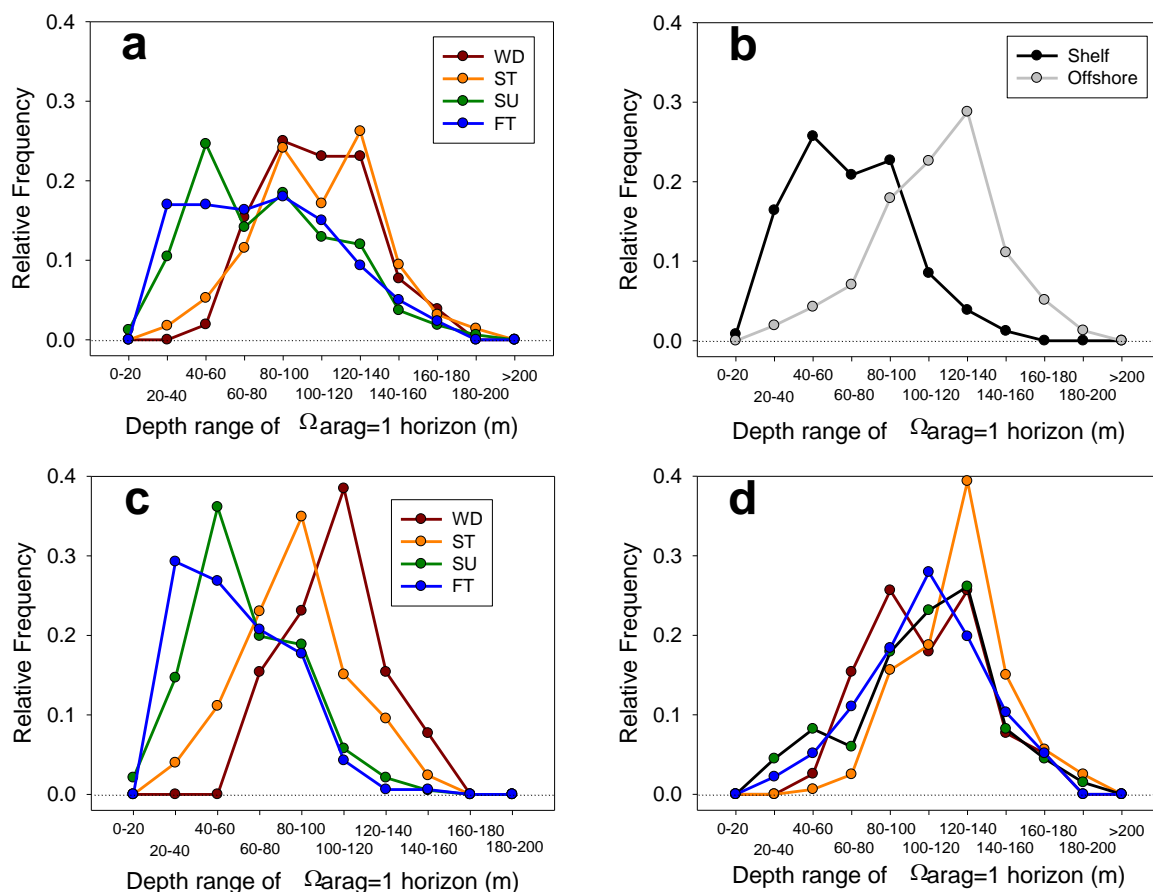 a
WD
ST
SU
FT
Relative Frequency
0.4
0.3
0.2
0.1
0.0
0-20 40-60 80-100 120-140 160-180 >200
20-40 60-80 100-120 140-160 180-200
Depth range of Ωarag=1 horizon (m)
b
Shelf
Offshore
Relative Frequency
0.4
0.3
0.2
0.1
0.0
0-20 40-60 80-100 120-140 160-180 >200
20-40 60-80 100-120 140-160 180-200
Depth range of Ωarag=1 horizon (m)
c
WD
ST
SU
FT
Relative Frequency
0.4
0.3
0.2
0.1
0.0
0-20 40-60 80-100 120-140 160-180
20-40 60-80 100-120 140-160 180-200
Depth range of Ωarag=1 horizon (m)
d
Relative Frequency
0.4
0.3
0.2
0.1
0.0
0-20 40-60 80-100 120-140 160-180 >200
20-40 60-80 100-120 140-160 180-200
Depth range of Ωarag=1 horizon (m)